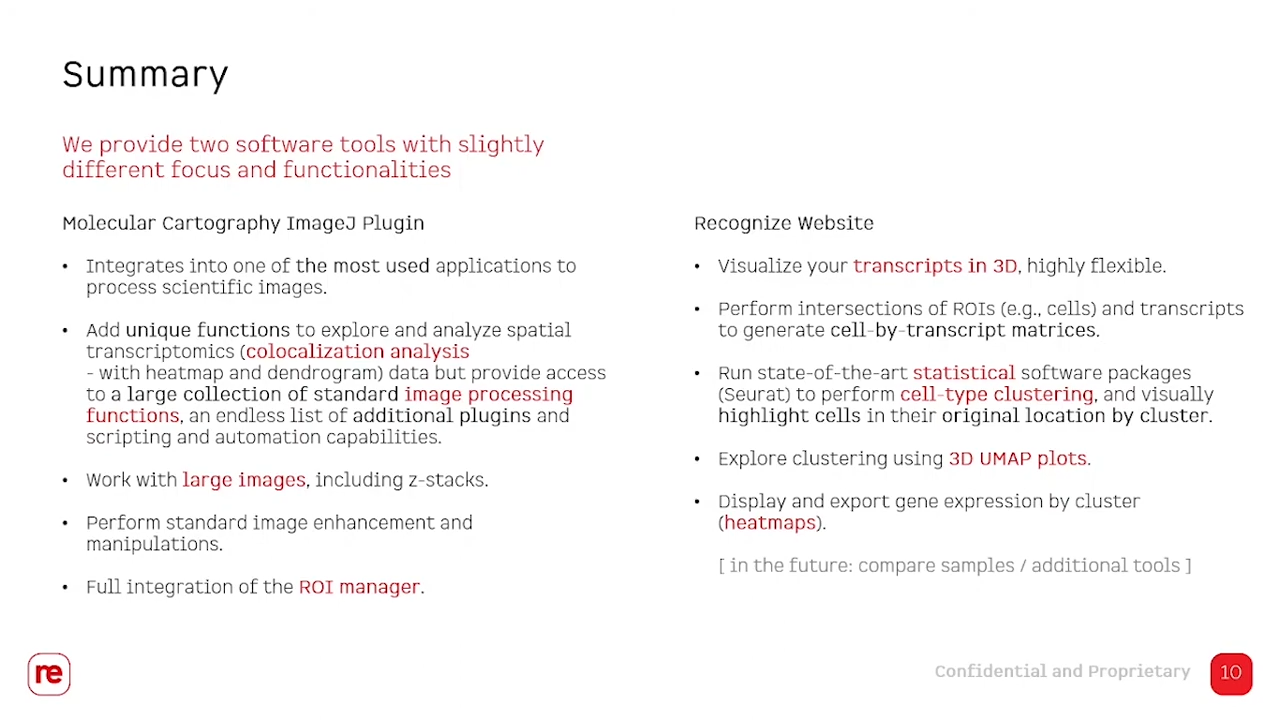 Summary
We provide two software tools with slightly
different focus and functionalities
Molecular Cartography ImageJ Plugin
• Integrates into one of the most used applications to
process scientific images.
• Add unique functions to explore and analyze spatial
transcriptomics (colocalization analysis
- with heatmap and dendrogram) data but provide access
to a large collection of standard image processing
functions, an endless list of additional plugins and
scripting and automation capabilities.
• Work with large images, including z-stacks.
• Perform standard image enhancement and
manipulations.
• Full integration of the ROI manager.
Recognize Website
• Visualize your transcripts in 3D, highly flexible.
• Perform intersections of ROIs (e.g., cells) and transcripts
to generate cell-by-transcript matrices.
• Run state-of-the-art statistical software packages
(Seurat) to perform cell-type clustering, and visually
highlight cells in their original location by cluster.
• Explore clustering using 3D UMAP plots.
• Display and export gene expression by cluster
(heatmaps).
[ in the future: compare samples / additional tools ]
re
Confidential and Proprietary
10